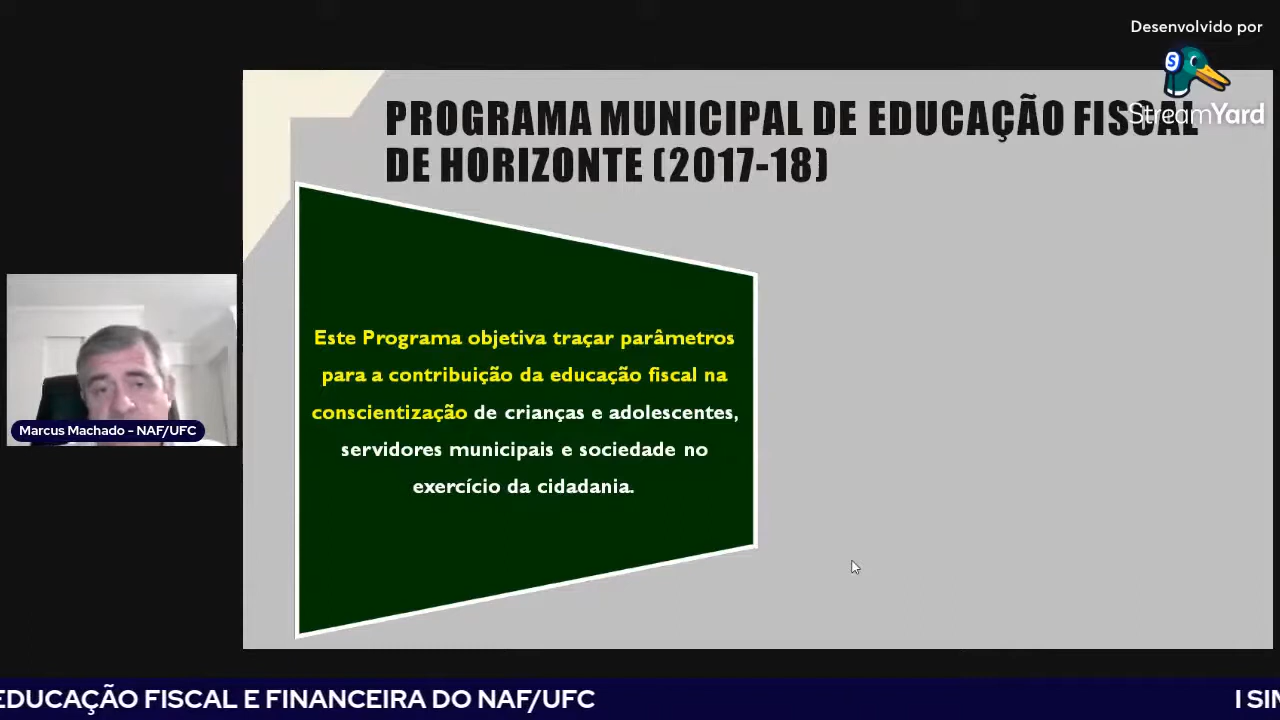 Desenvolvido por
StreamYard
PROGRAMA MUNICIPAL DE EDUCAÇÃO FISCAL
DE HORIZONTE (2017-18)
Este Programa objetiva traçar parâmetros
para a contribuição da educação fiscal na
conscientização de crianças e adolescentes,
servidores municipais e sociedade no
exercício da cidadania.
Marcus Machado - NAF/UFC
EDUCAÇÃO FISCAL E FINANCEIRA DO NAF/UFC
I SIN